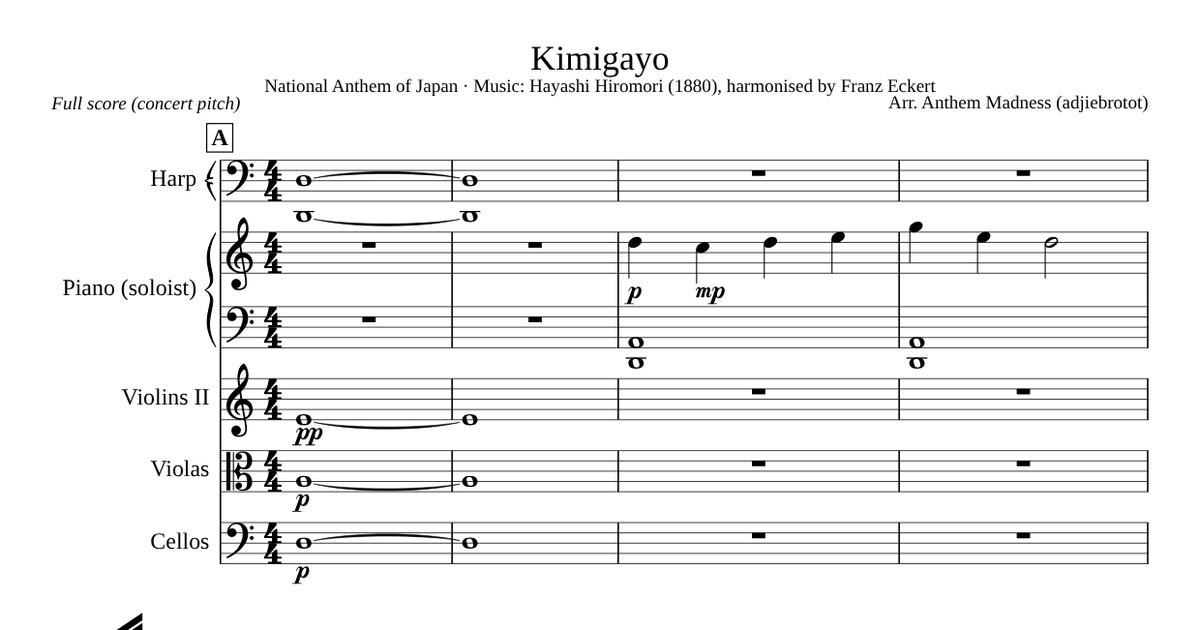 Kimigayo
National Anthem of Japan · Music: Hayashi Hiromori (1880), harmonised by Franz Eckert
Full score (concert pitch)
Arr. Anthem Madness (adjiebrotot)
A
Harp
Piano (soloist)
p mp
Violins II
pp
Violas
p
Cellos
p